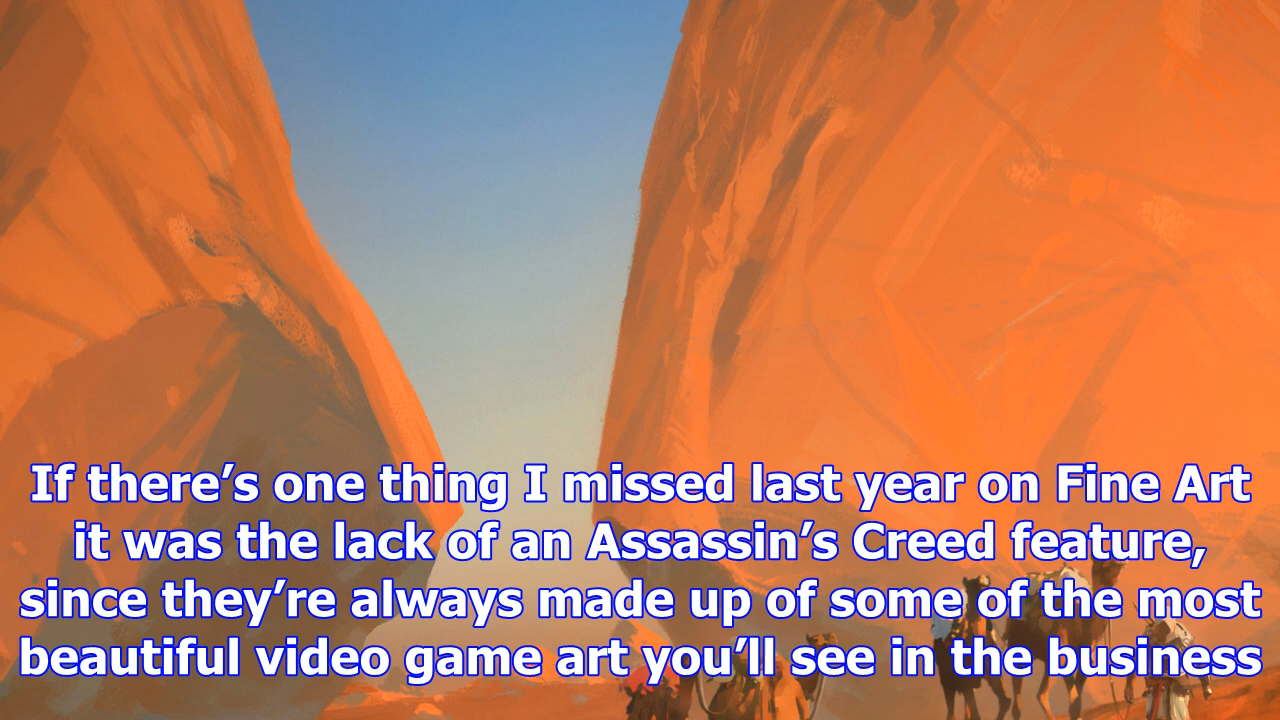 If there’s one thing I missed last year on Fine Art
it was the lack of an Assassin’s Creed feature,
since they’re always made up of some of the most
beautiful video game art you’ll see in the business